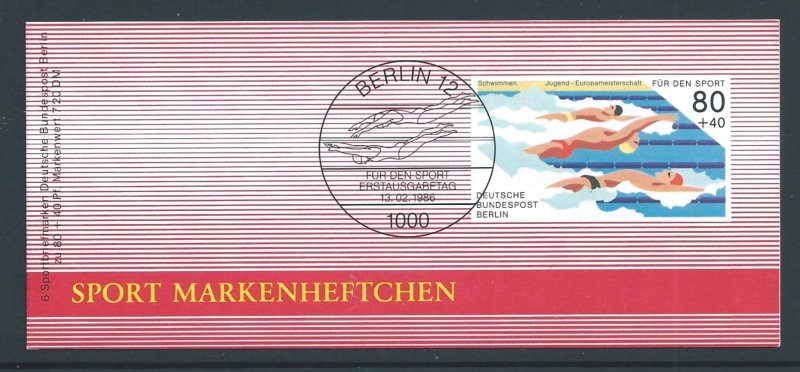 6 Sportbriefmarken Deutsche Bundespost Berlin
zu 80 + 40 Pf. Markenwert 7.20 DM
BERLIN 12
FÜR DEN SPORT
ERSTAUSGABETAG
13.02.1986
1000
Schwimmen Jugend-Europameisterschaft FÜR DEN SPORT
80
+40
DEUTSCHE
BUNDESPOST
BERLIN
SPORT MARKENHEFTCHEN